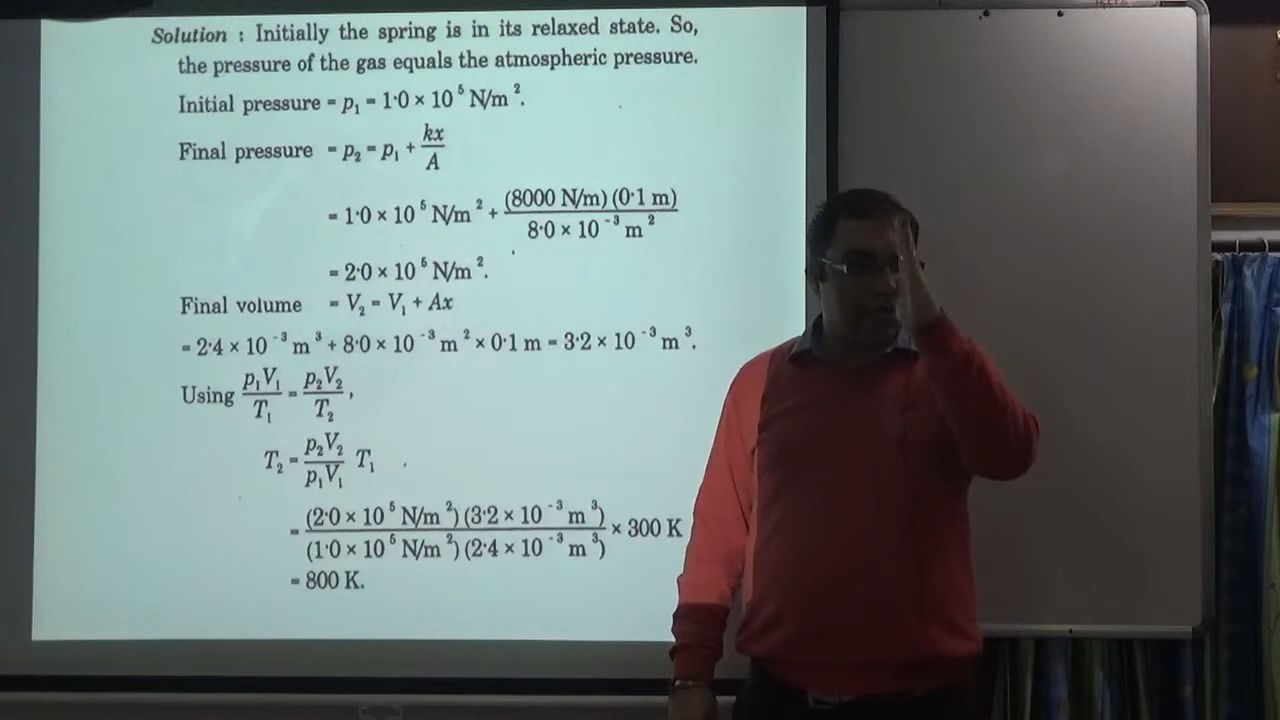 Solution : Initially the spring is in its relaxed state. So,
the pressure of the gas equals the atmospheric pressure.
Initial pressure = p₁ = 1·0 × 10⁵ N/m².
Final pressure = p₂ = p₁ + kx/A
= 1·0 × 10⁵ N/m² + (8000 N/m) (0·1 m)/8·0 × 10⁻³ m²
= 2·0 × 10⁵ N/m².
Final volume = V₂ = V₁ + Ax
= 2·4 × 10⁻³ m³ + 8·0 × 10⁻³ m² × 0·1 m = 3·2 × 10⁻³ m³.
Using p₁V₁/T₁ = p₂V₂/T₂,
T₂ = p₂V₂/p₁V₁ T₁
= (2·0 × 10⁵ N/m²) (3·2 × 10⁻³ m³)/(1·0 × 10⁵ N/m²) (2·4 × 10⁻³ m³) × 300 K
= 800 K.